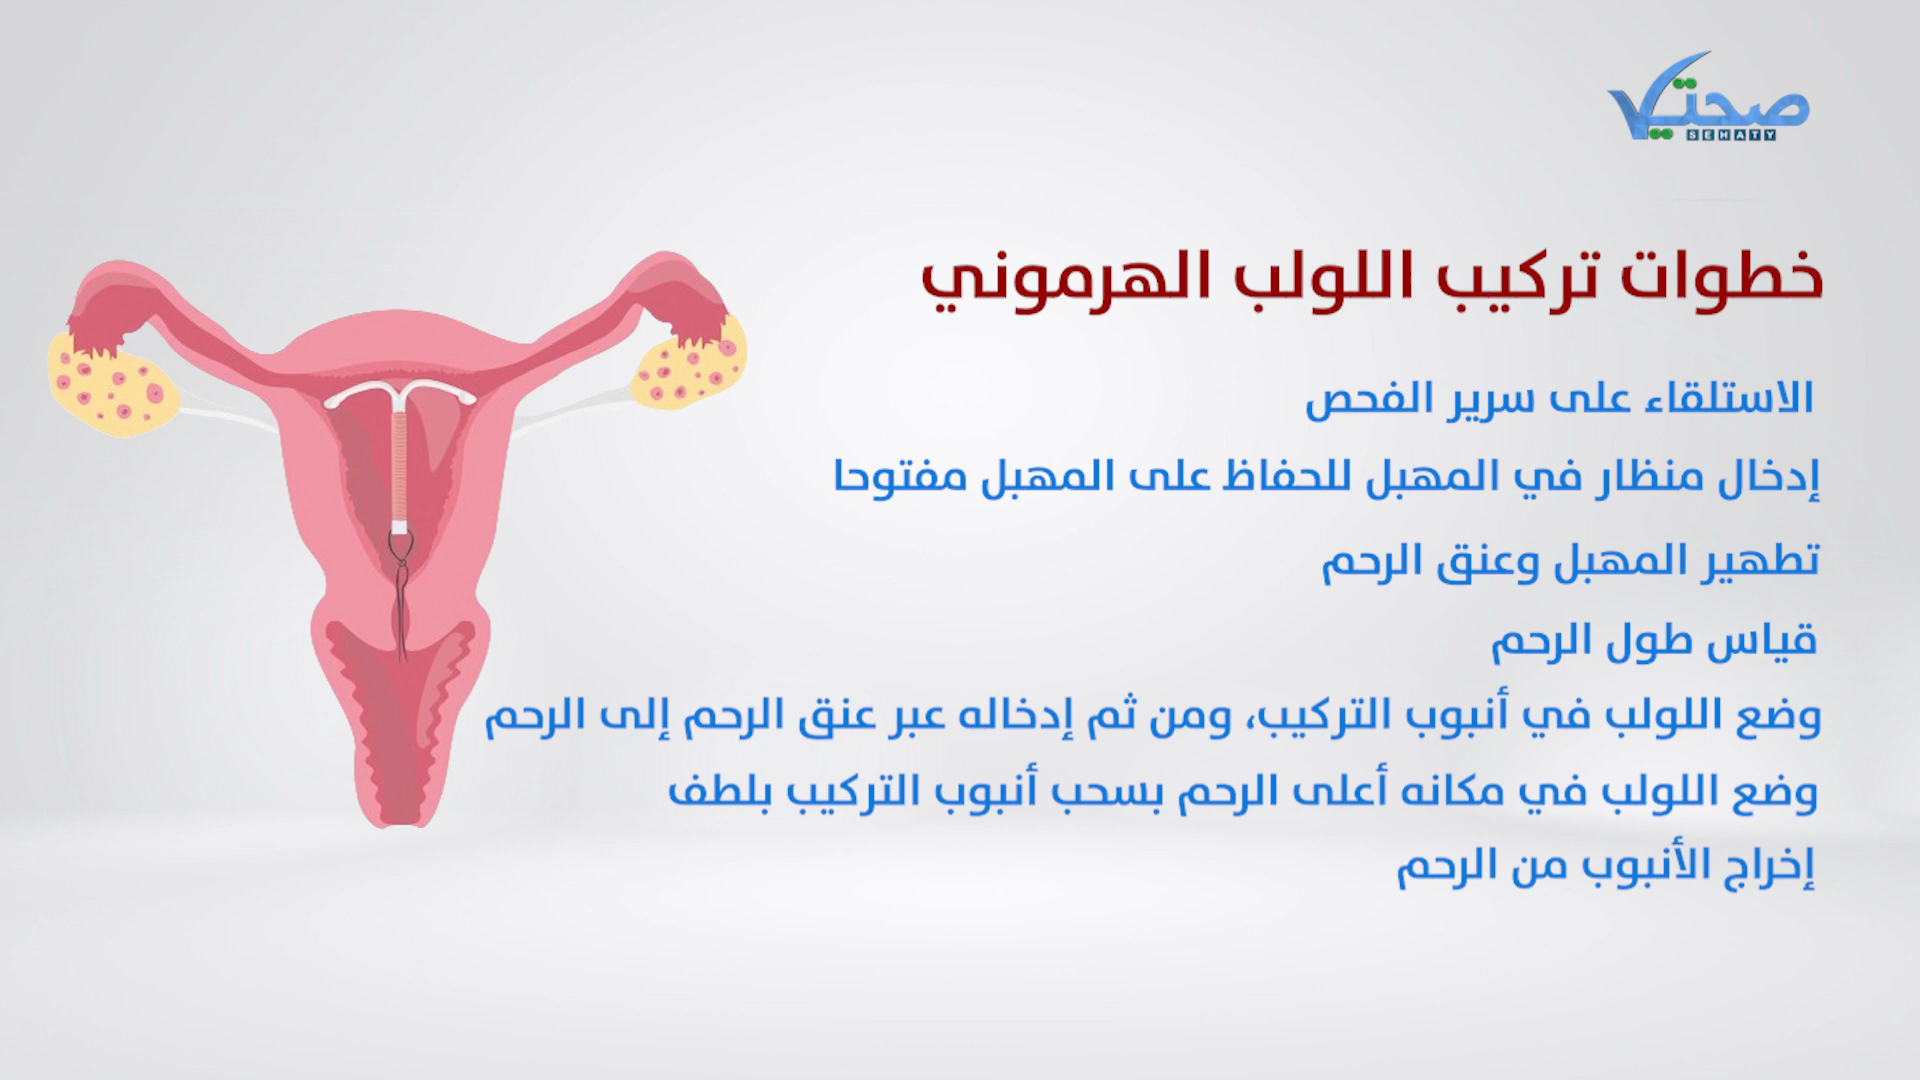 صحتي
SEHATY
خطوات تركيب اللولب الهرموني
الاستلقاء على سرير الفحص
إدخال منظار في المهبل للحفاظ على المهبل مفتوحا
تطهير المهبل وعنق الرحم
قياس طول الرحم
وضع اللولب في أنبوب التركيب، ومن ثم إدخاله عبر عنق الرحم إلى الرحم
وضع اللولب في مكانه أعلى الرحم بسحب أنبوب التركيب بلطف
إخراج الأنبوب من الرحم